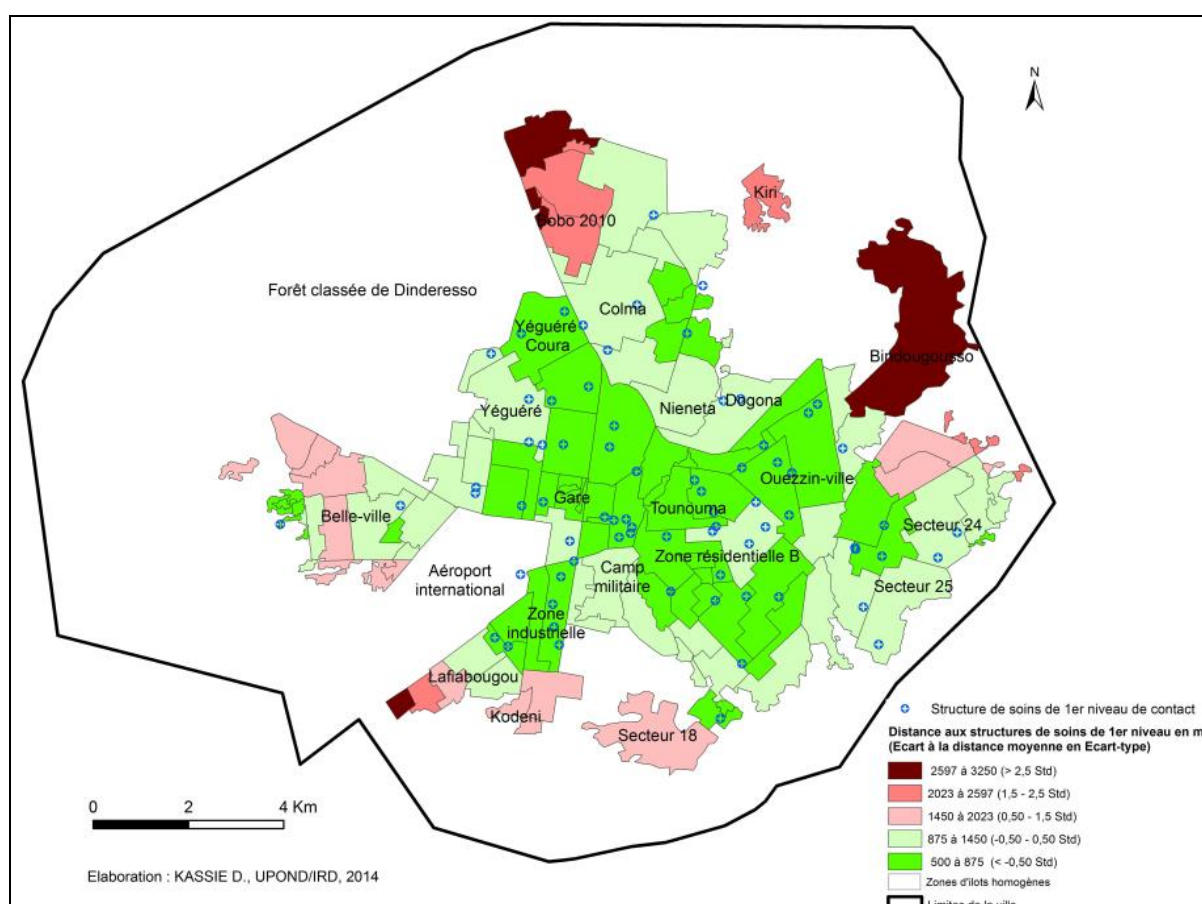 N
Kiri
Bobo 2010
Forêt classée de Dinderesso
Colma
Yéguéré
Coura
Bindougousso
Yéguéré
Nieneta
Dogona
Ouezzin-ville
Gare
Tounouma
Belle-ville
Secteur 24
Zone résidentielle B
Aéroport
international
Camp
militaire
Secteur 25
Zone
industrielle
Lafiabougou
Kodeni
Secteur 18
Structure de soins de 1er niveau de contact
Distance aux structures de soins de 1er niveau en m
(Ecart à la distance moyenne en Ecart-type)
2597 à 3250 (> 2,5 Std)
2023 à 2597 (1,5 - 2,5 Std)
1450 à 2023 (0,50 - 1,5 Std)
875 à 1450 (-0,50 - 0,50 Std)
500 à 875 (< -0,50 Std)
Zones d'ilots homogènes
Limites de la ville
0 2 4 Km
Elaboration : KASSIE D., UPOND/IRD, 2014